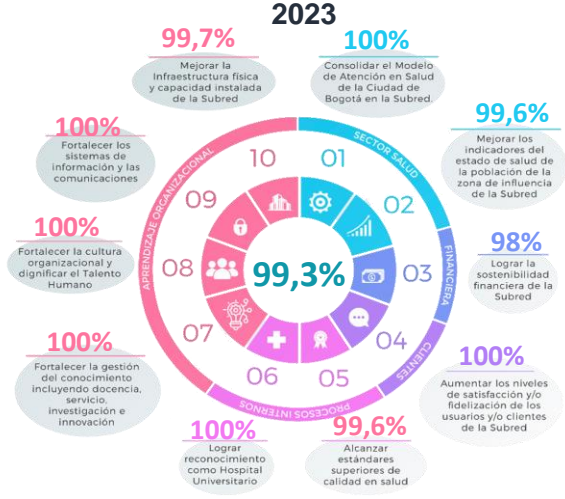 2023
100%
Consolidar el Modelo
de Atención en Salud
de la Ciudad de
Bogotá en la Subred.
99,6%
Mejorar los
indicadores del
estado de salud de
la población de la
zona de influencia
de la Subred
98%
Lograr la
sostenibilidad
financiera de la
Subred
100%
Aumentar los niveles
de satisfacción y/o
fidelización de los
usuarios y/o clientes
de la Subred
99,6%
Alcanzar
estándares
superiores de
calidad en salud
100%
Lograr
reconocimiento
como Hospital
Universitario
100%
Fortalecer la gestión
del conocimiento
incluyendo docencia,
servicio,
investigación e
innovación
100%
Fortalecer la cultura
organizacional y
dignificar el Talento
Humano
100%
Fortalecer los
sistemas de
información y las
comunicaciones
99,7%
Mejorar la
Infraestructura física
y capacidad instalada
de la Subred
SECTOR SALUD
FINANCIERA
CLIENTES
PROCESOS INTERNOS
APRENDIZAJE ORGANIZACIONAL
01
02
03
04
05
06
07
08
09
10
99,3%